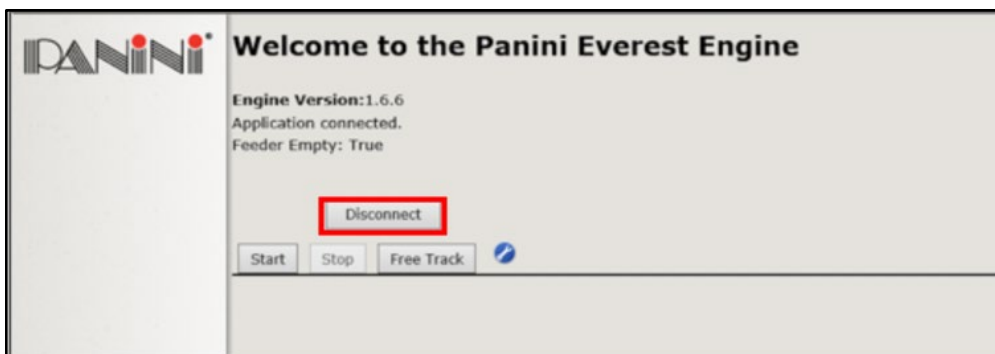 PANINI®
Welcome to the Panini Everest Engine
Engine Version:1.6.6
Application connected.
Feeder Empty: True
Disconnect
Start Stop Free Track